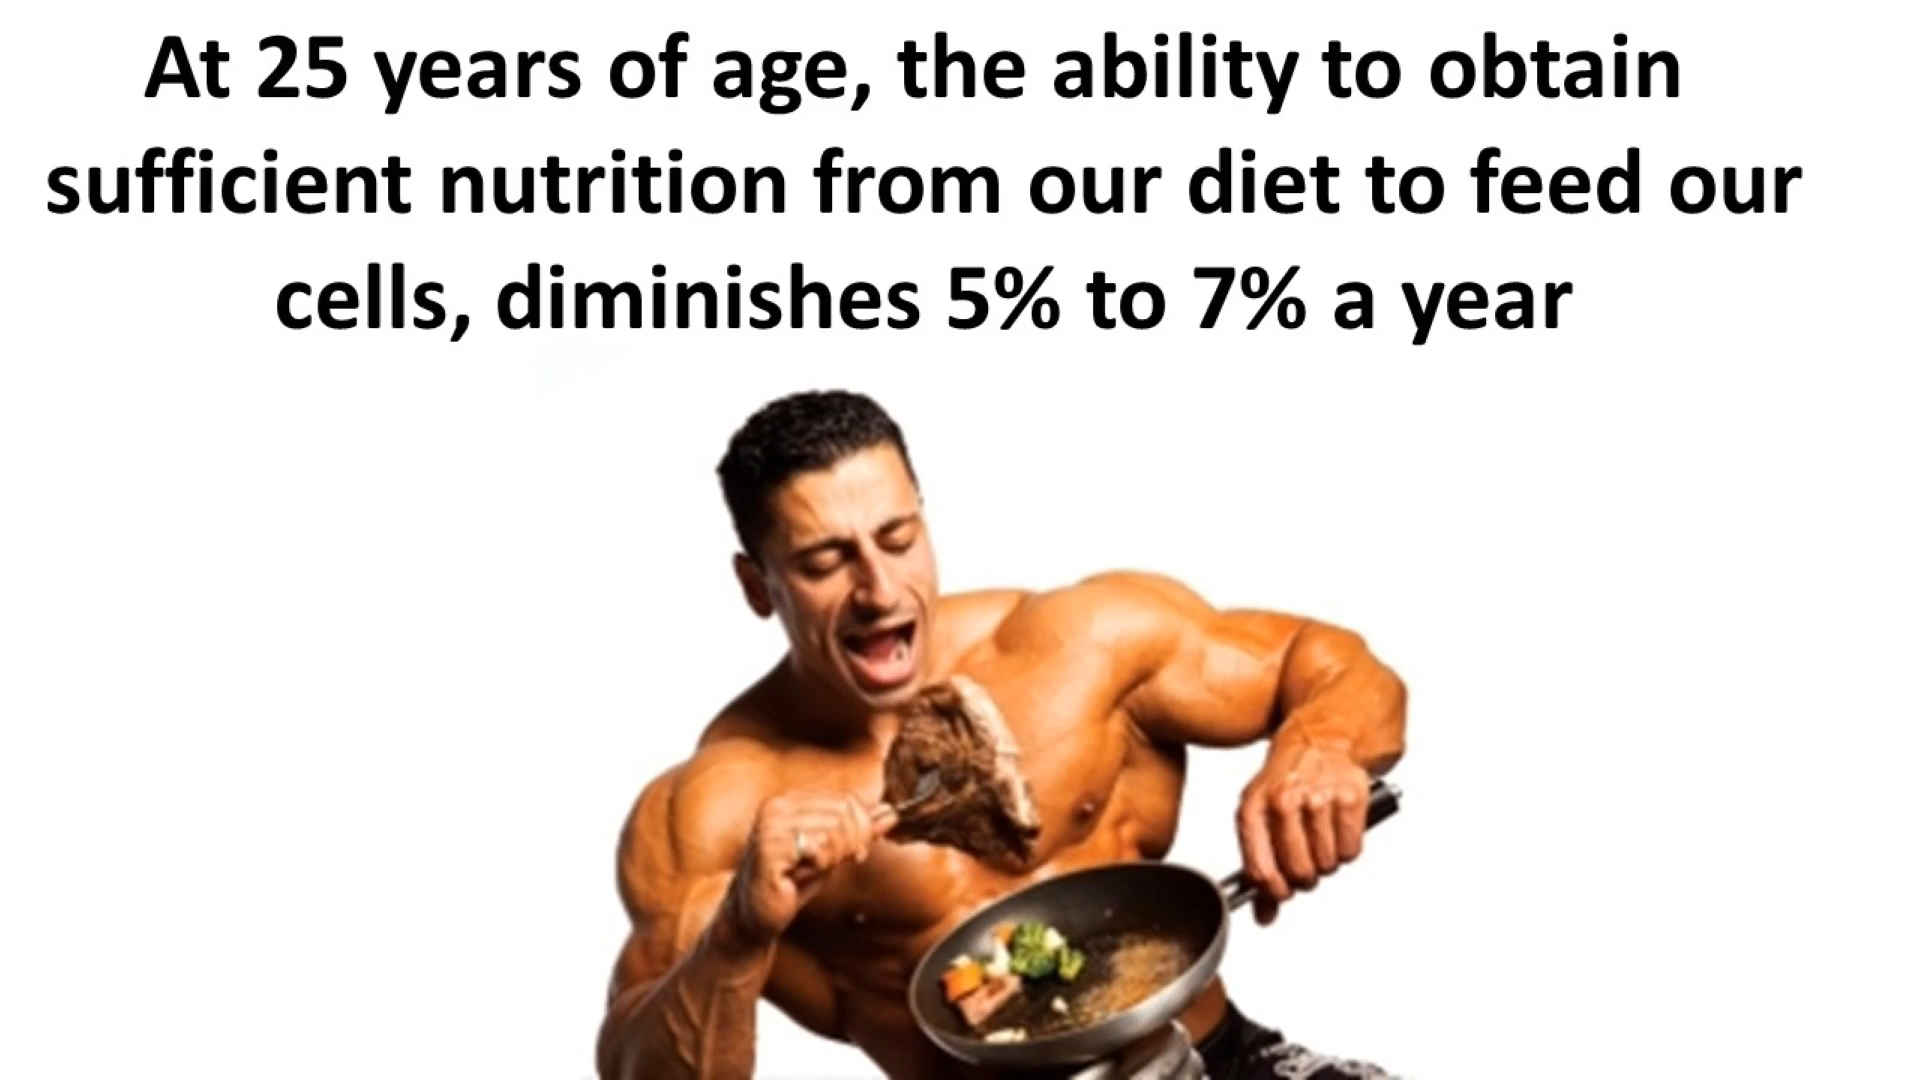 At 25 years of age, the ability to obtain
sufficient nutrition from our diet to feed our
cells, diminishes 5% to 7% a year